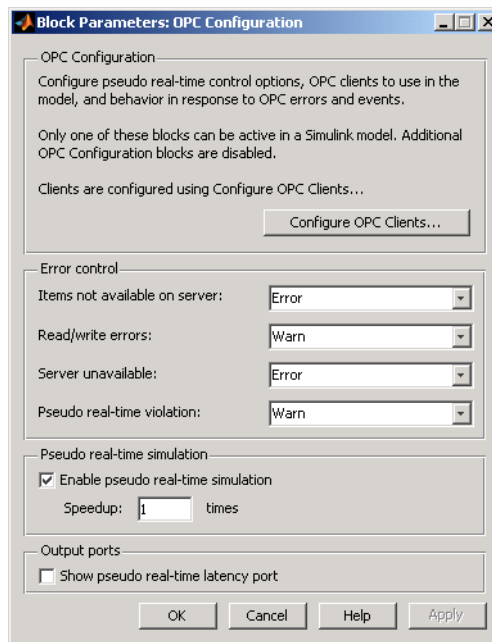 Block Parameters: OPC Configuration
OPC Configuration
Configure pseudo real-time control options, OPC clients to use in the
model, and behavior in response to OPC errors and events.
Only one of these blocks can be active in a Simulink model. Additional
OPC Configuration blocks are disabled.
Clients are configured using Configure OPC Clients...
Configure OPC Clients...
Error control
Items not available on server: Error
Read/write errors: Warn
Server unavailable: Error
Pseudo real-time violation: Warn
Pseudo real-time simulation
Enable pseudo real-time simulation
Speedup: 1 times
Output ports
Show pseudo real-time latency port
OK Cancel Help Apply